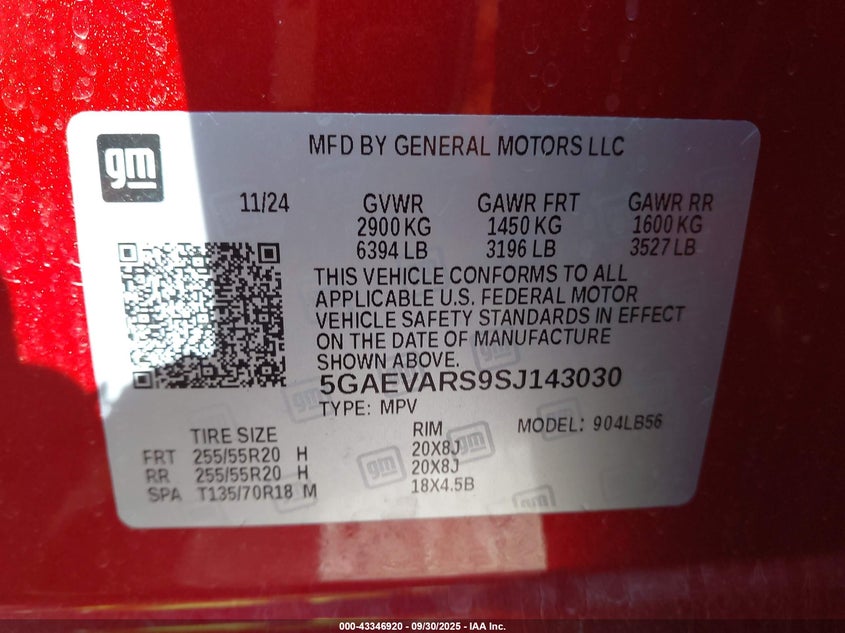 gm
MFD BY GENERAL MOTORS LLC
11/24 GVWR GAWR FRT GAWR RR
2900 KG 1450 KG 1600 KG
6394 LB 3196 LB 3527 LB
THIS VEHICLE CONFORMS TO ALL
APPLICABLE U.S. FEDERAL MOTOR
VEHICLE SAFETY STANDARDS IN EFFECT
ON THE DATE OF MANUFACTURE
SHOWN ABOVE.
5GAEVARS9SJ143030
TYPE: MPV MODEL: 904LB56
TIRE SIZE RIM
FRT 255/55R20 H 20X8J
RR 255/55R20 H 20X8J
SPA T135/70R18 M 18X4.5B
000-43346920 - 09/30/2025 - IAA Inc.